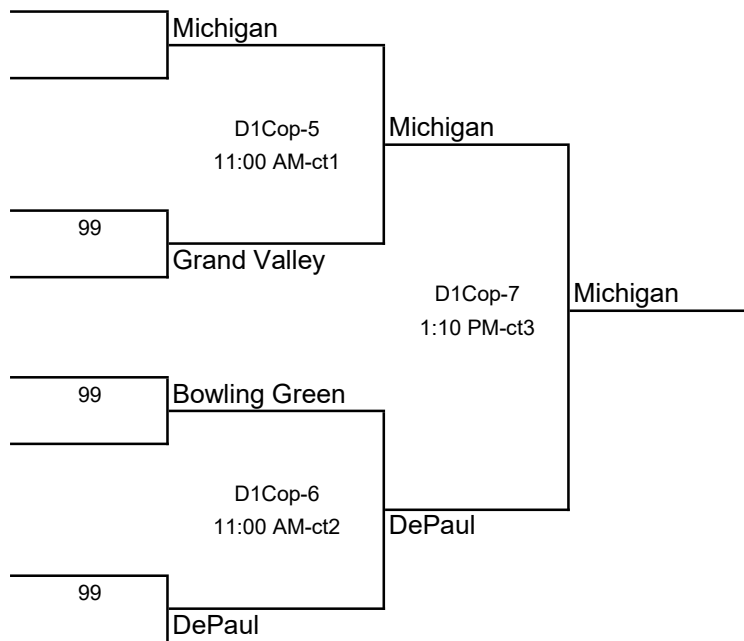 Michigan
D1Cop-5
Michigan
11:00 AM-ct1
99
Grand Valley
D1Cop-7
Michigan
1:10 PM-ct3
99
Bowling Green
D1Cop-6
11:00 AM-ct2
DePaul
99
DePaul